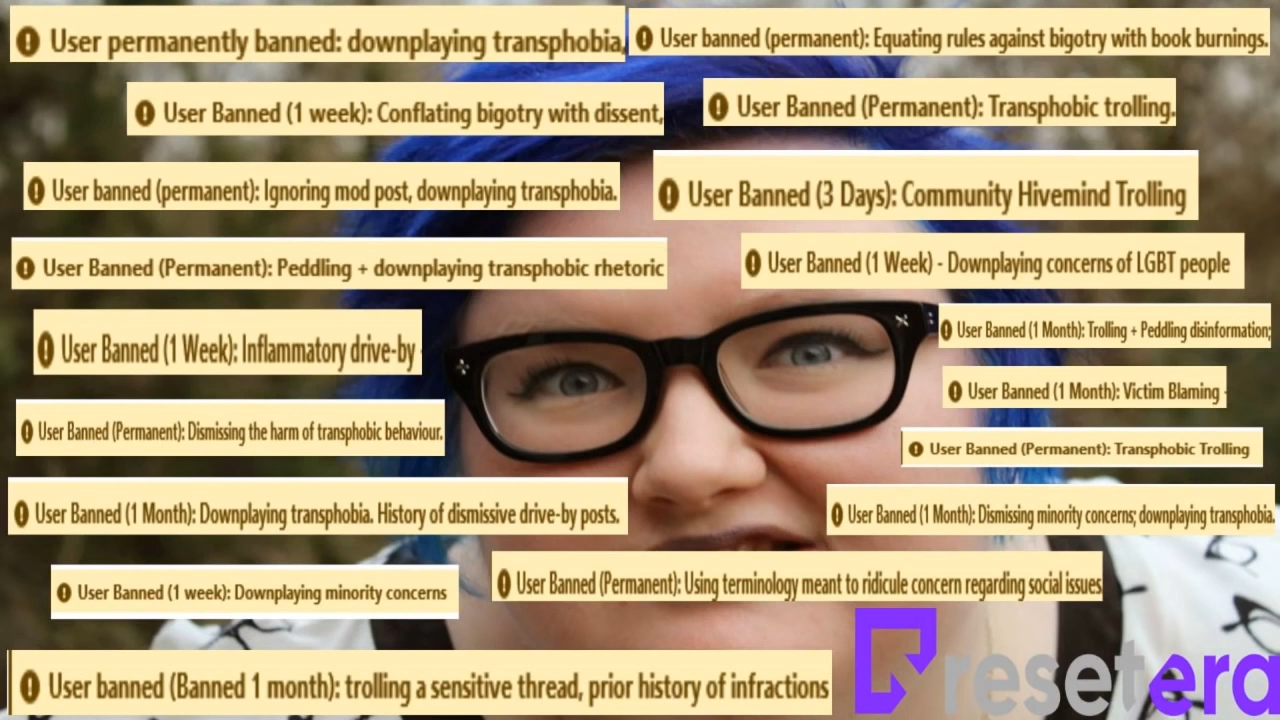 User permanently banned: downplaying transphobia,
User banned (permanent): Equating rules against bigotry with book burnings.
User Banned (1 week): Conflating bigotry with dissent,
User Banned (Permanent): Transphobic trolling.
User banned (permanent): Ignoring mod post, downplaying transphobia.
User Banned (3 Days): Community Hivemind Trolling
User Banned (Permanent): Peddling + downplaying transphobic rhetoric
User Banned (1 Week) - Downplaying concerns of LGBT people
User Banned (1 Week): Inflammatory drive-by
User Banned (1 Month): Trolling + Peddling disinformation;
User Banned (1 Month): Victim Blaming -
User Banned (Permanent): Dismissing the harm of transphobic behaviour.
User Banned (Permanent): Transphobic Trolling
User Banned (1 Month): Downplaying transphobia. History of dismissive drive-by posts.
User Banned (1 Month): Dismissing minority concerns; downplaying transphobia.
User Banned (1 week): Downplaying minority concerns
User Banned (Permanent): Using terminology meant to ridicule concern regarding social issues
User banned (Banned 1 month): trolling a sensitive thread, prior history of infractions
resetera